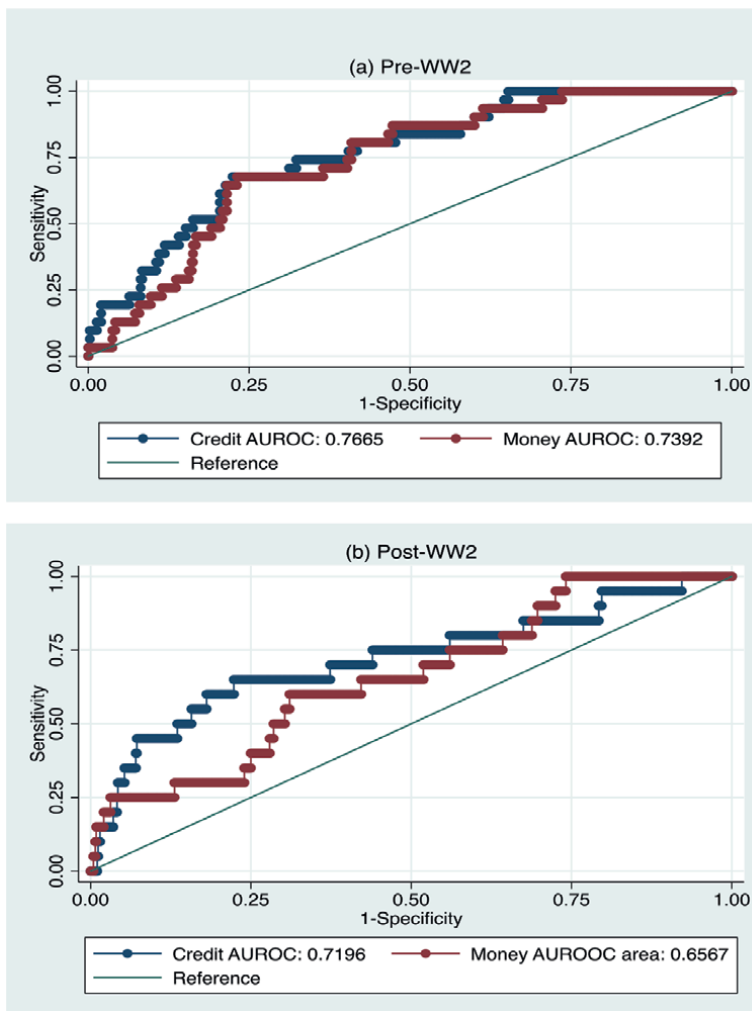 (a) Pre-WW2
1.00
0.75
0.50
0.25
0.00
Sensitivity
0.00 0.25 0.50 0.75 1.00
1-Specificity
Credit AUROC: 0.7665 Money AUROC: 0.7392
Reference
(b) Post-WW2
1.00
0.75
0.50
0.25
0.00
Sensitivity
0.00 0.25 0.50 0.75 1.00
1-Specificity
Credit AUROC: 0.7196 Money AUROOC area: 0.6567
Reference